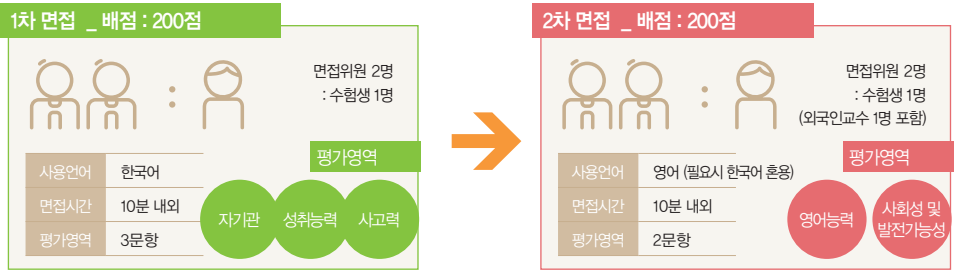 1차 면접 _ 배점 : 200점
면접위원 2명
: 수험생 1명
평가영역
사용언어 한국어
면접시간 10분 내외
평가영역 3문항
자기관 성취능력 사고력
2차 면접 _ 배점 : 200점
면접위원 2명
: 수험생 1명
(외국인교수 1명 포함)
평가영역
사용언어 영어 (필요시 한국어 혼용)
면접시간 10분 내외
평가영역 2문항
영어능력
사회성 및
발전가능성
:
: